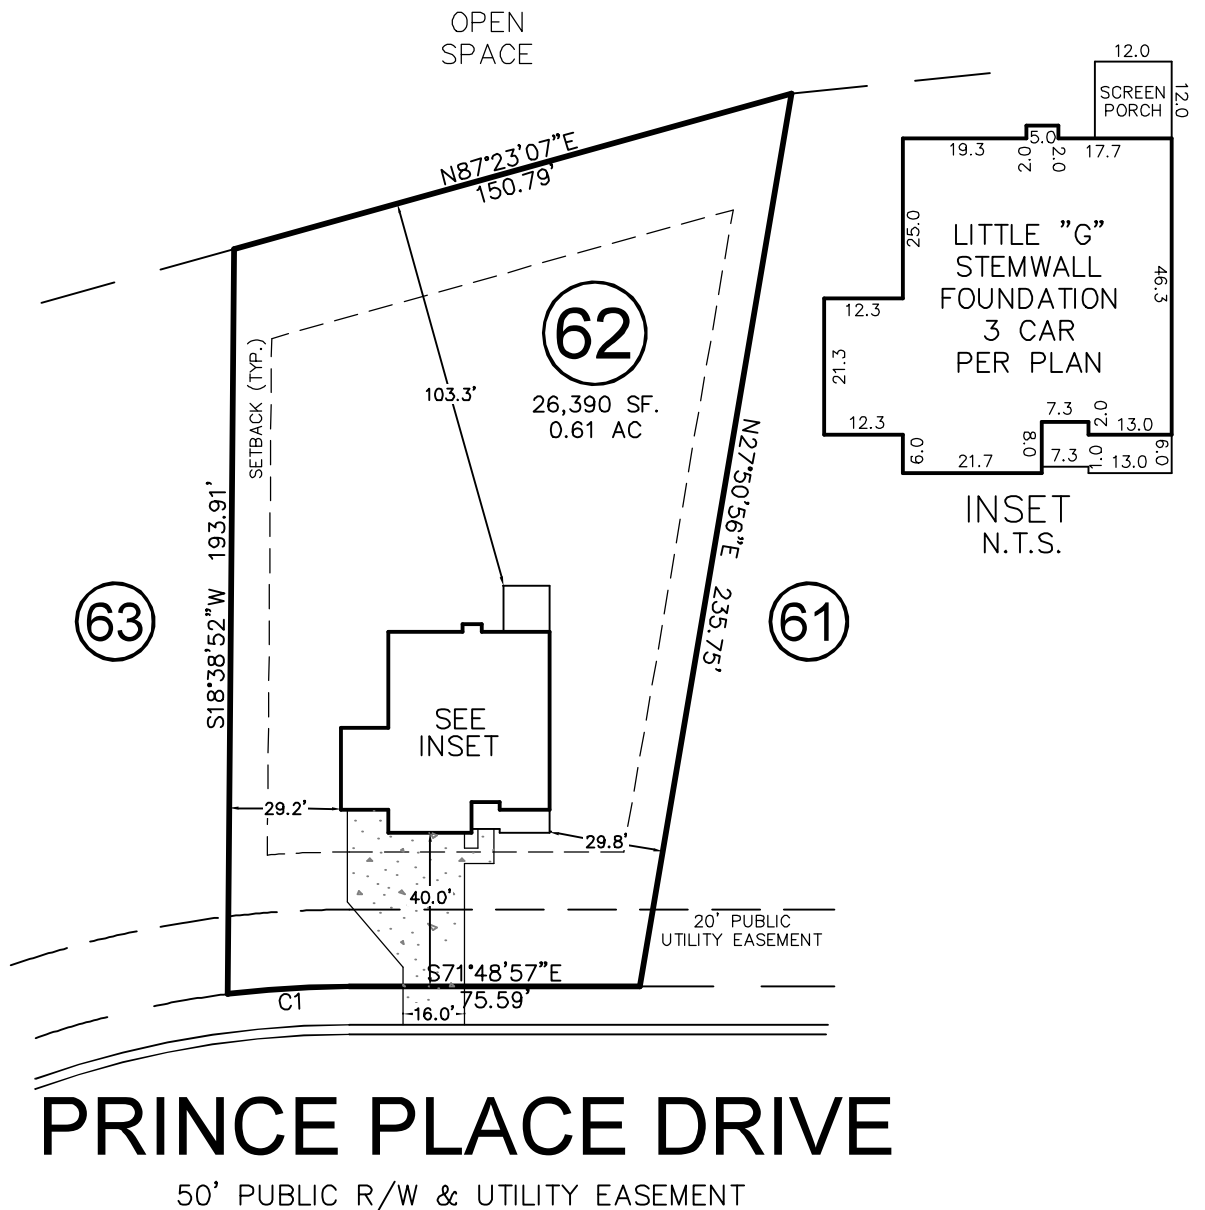 OPEN
SPACE
12.0
SCREEN
PORCH
12.0
N87°23'07"E
150.79'
19.3
2.0
5.0
2.0
17.7
25.0
LITTLE "G"
STEMWALL
FOUNDATION
3 CAR
PER PLAN
46.3
12.3
21.3
12.3
9.0
21.7
8.0
7.3
2.0
13.0
7.3
1.0
13.0
6.0
INSET
N.T.S.
62
26,390 SF.
0.61 AC
SETBACK (TYP.)
103.3'
S18°38'52"W 193.91'
N27°50'56"E 235.75'
63
61
SEE
INSET
29.2'
29.8'
40.0'
20' PUBLIC
UTILITY EASEMENT
S71°48'57"E
75.59'
C1
16.0'
PRINCE PLACE DRIVE
50' PUBLIC R/W & UTILITY EASEMENT